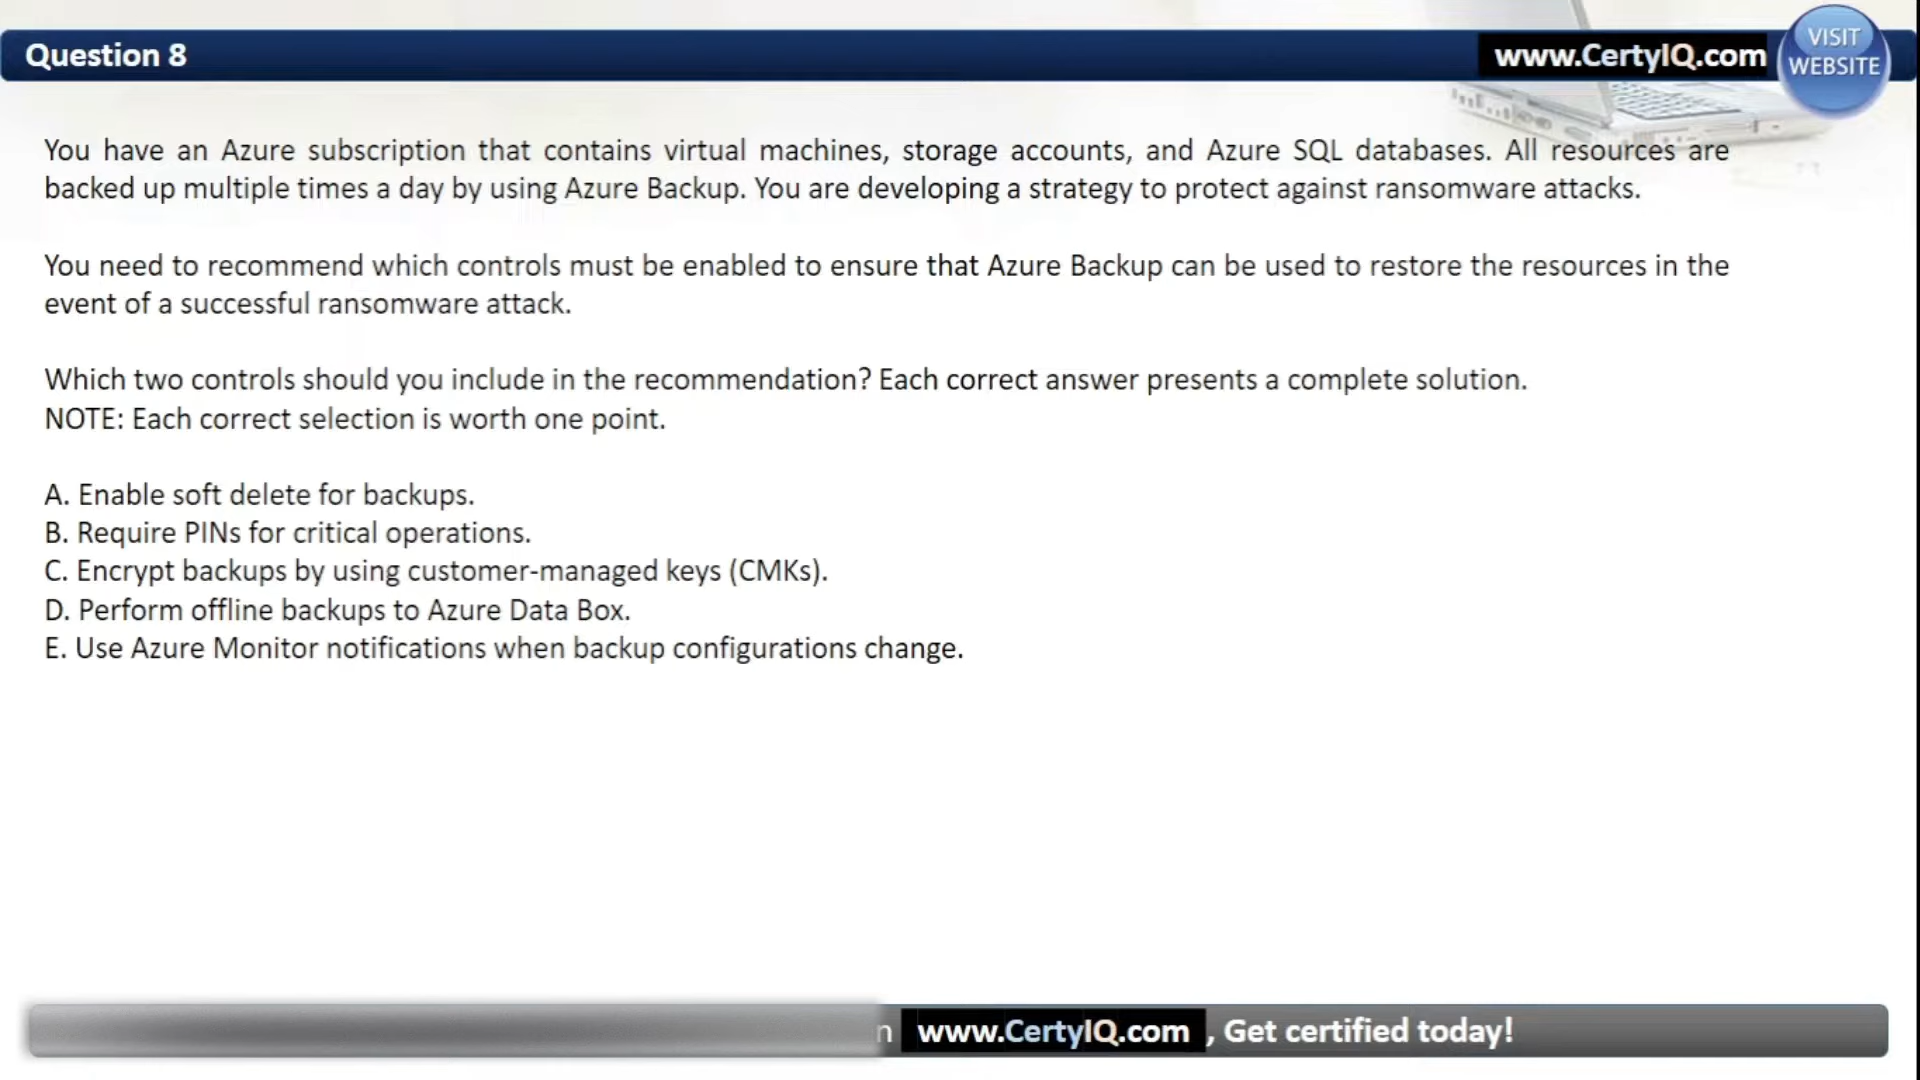 Question 8
www.CertyIQ.com
VISIT
WEBSITE
You have an Azure subscription that contains virtual machines, storage accounts, and Azure SQL databases. All resources are
backed up multiple times a day by using Azure Backup. You are developing a strategy to protect against ransomware attacks.
You need to recommend which controls must be enabled to ensure that Azure Backup can be used to restore the resources in the
event of a successful ransomware attack.
Which two controls should you include in the recommendation? Each correct answer presents a complete solution.
NOTE: Each correct selection is worth one point.
A. Enable soft delete for backups.
B. Require PINs for critical operations.
C. Encrypt backups by using customer-managed keys (CMKs).
D. Perform offline backups to Azure Data Box.
E. Use Azure Monitor notifications when backup configurations change.
www.CertyIQ.com , Get certified today!